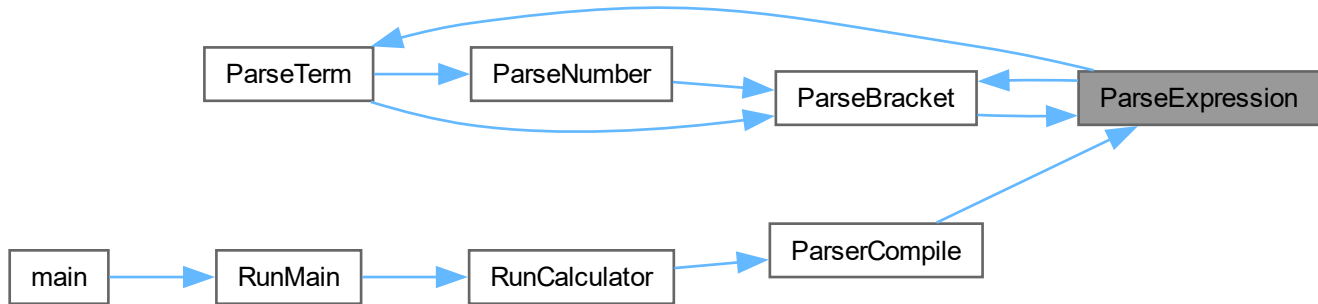 ParseTerm
ParseNumber
ParseBracket
ParseExpression
main
RunMain
RunCalculator
ParserCompile